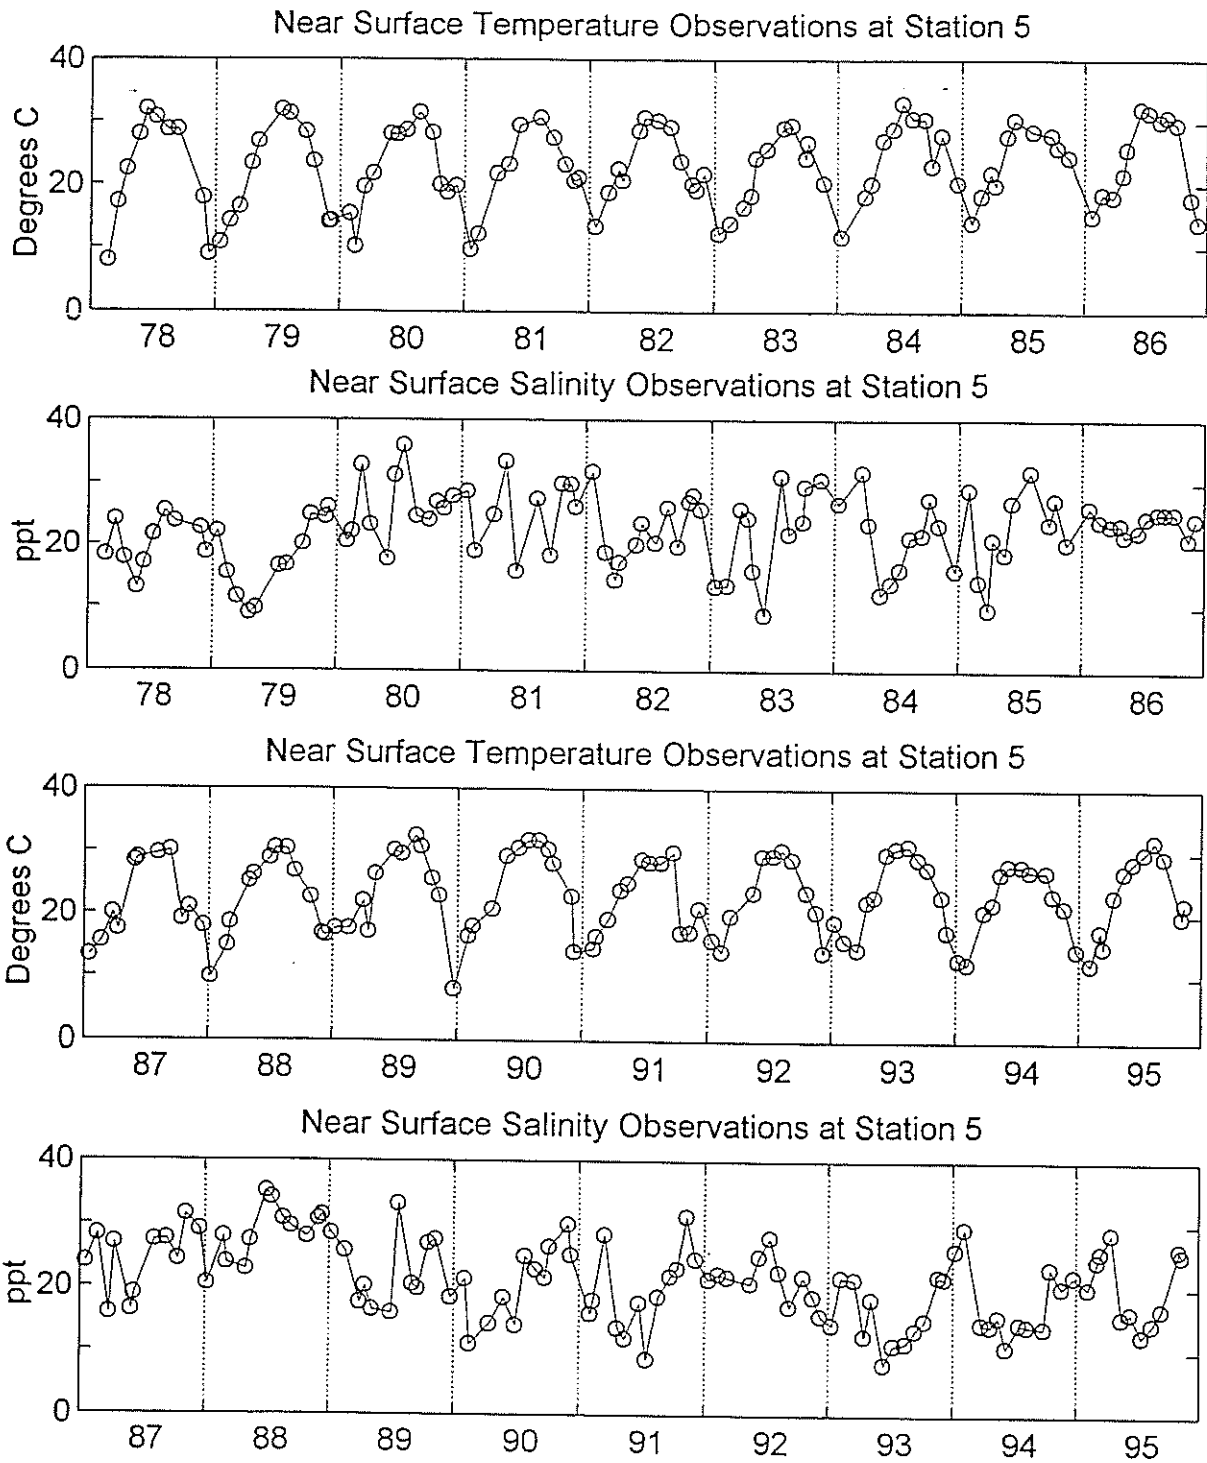 Near Surface Temperature Observations at Station 5
40
20
0
Degrees C
78 79 80 81 82 83 84 85 86
Near Surface Salinity Observations at Station 5
40
20
0
ppt
78 79 80 81 82 83 84 85 86
Near Surface Temperature Observations at Station 5
40
20
0
Degrees C
87 88 89 90 91 92 93 94 95
Near Surface Salinity Observations at Station 5
40
20
0
ppt
87 88 89 90 91 92 93 94 95